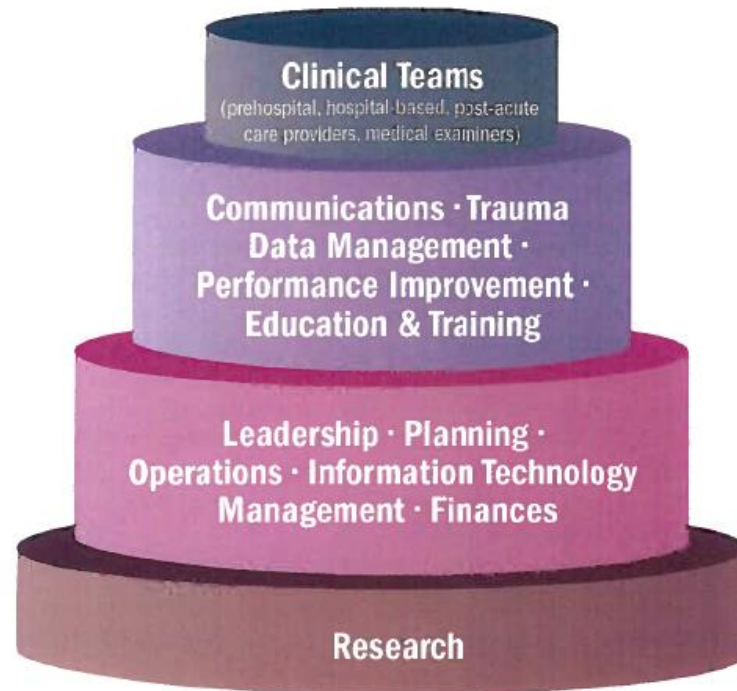 Clinical Teams
(prehospital, hospital-based, post-acute
care providers, medical examiners)
Communications · Trauma
Data Management ·
Performance Improvement ·
Education & Training
Leadership · Planning ·
Operations · Information Technology
Management · Finances
Research